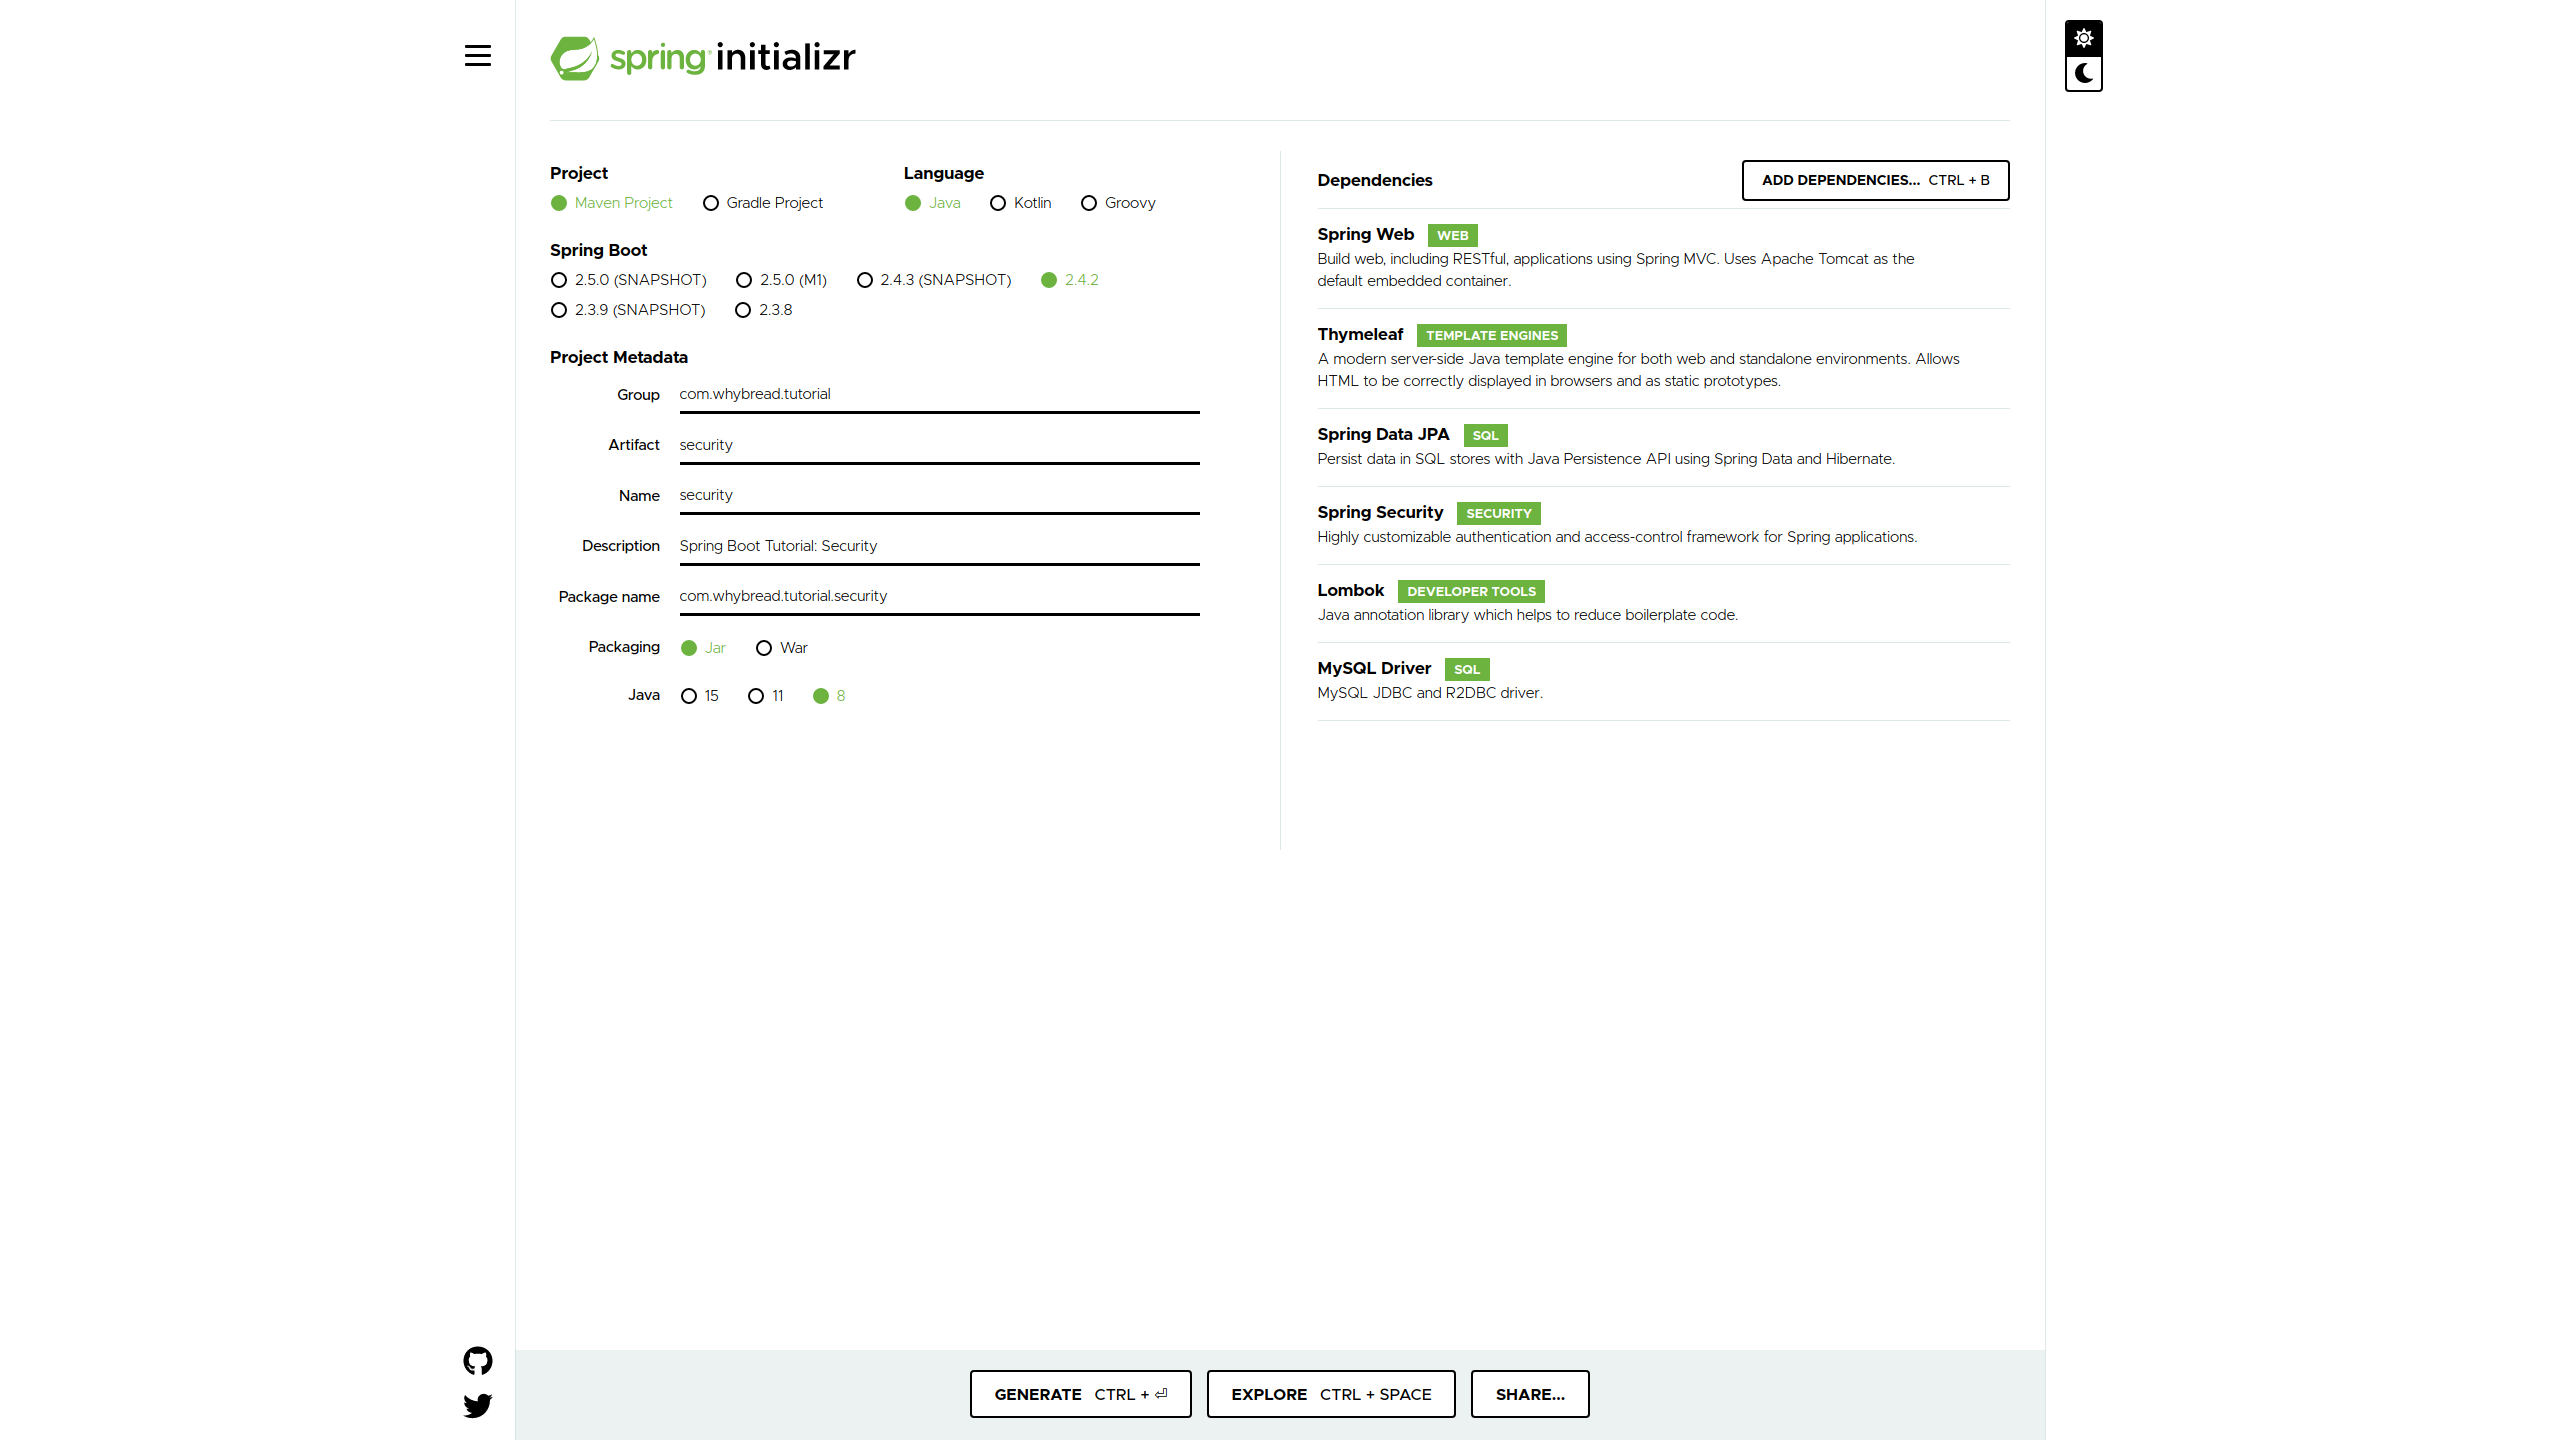 spring initializr
Project
Maven Project Gradle Project
Language
Java Kotlin Groovy
Spring Boot
2.5.0 (SNAPSHOT) 2.5.0 (M1) 2.4.3 (SNAPSHOT) 2.4.2
2.3.9 (SNAPSHOT) 2.3.8
Project Metadata
Group com.whybread.tutorial
Artifact security
Name security
Description Spring Boot Tutorial: Security
Package name com.whybread.tutorial.security
Packaging Jar War
Java 15 11 8
Dependencies ADD DEPENDENCIES... CTRL + B
Spring Web WEB
Build web, including RESTful, applications using Spring MVC. Uses Apache Tomcat as the
default embedded container.
Thymeleaf TEMPLATE ENGINES
A modern server-side Java template engine for both web and standalone environments. Allows
HTML to be correctly displayed in browsers and as static prototypes.
Spring Data JPA SQL
Persist data in SQL stores with Java Persistence API using Spring Data and Hibernate.
Spring Security SECURITY
Highly customizable authentication and access-control framework for Spring applications.
Lombok DEVELOPER TOOLS
Java annotation library which helps to reduce boilerplate code.
MySQL Driver SQL
MySQL JDBC and R2DBC driver.
GENERATE CTRL + ⏎ EXPLORE CTRL + SPACE SHARE...